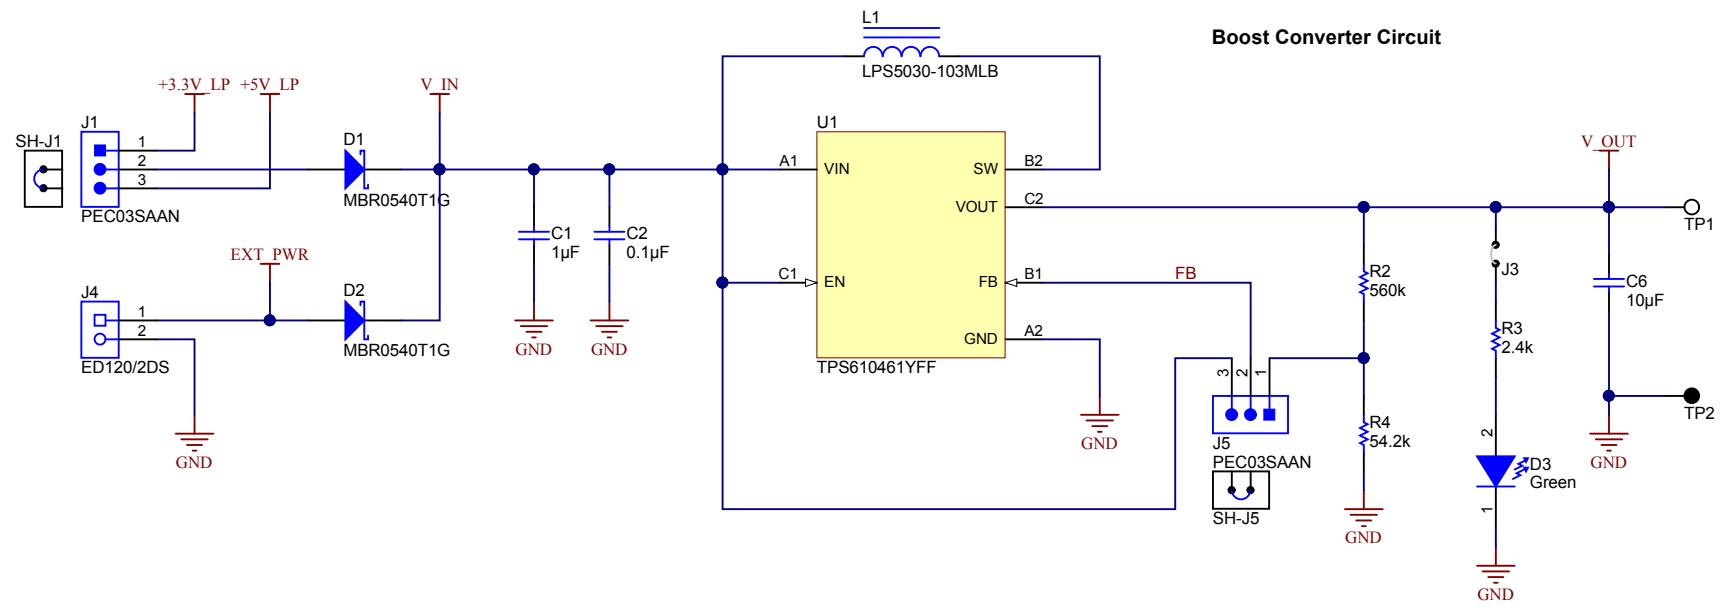 Boost Converter Circuit
L1
LPS5030-103MLB
+3.3V_LP
+5V_LP
V_IN
SH-J1
J1
1
2
3
PEC03SAAN
D1
MBR0540T1G
EXT_PWR
J4
1
2
ED120/2DS
GND
D2
MBR0540T1G
C1
1µF
GND
C2
0.1µF
GND
U1
A1
VIN
C1
EN
SW
B2
VOUT
C2
FB
B1
GND
A2
TPS610461YFF
FB
GND
3
2
1
J5
PEC03SAAN
SH-J5
R2
560k
R4
54.2k
GND
J3
R3
2.4k
2
D3
Green
1
GND
V_OUT
C6
10µF
GND
TP1
TP2